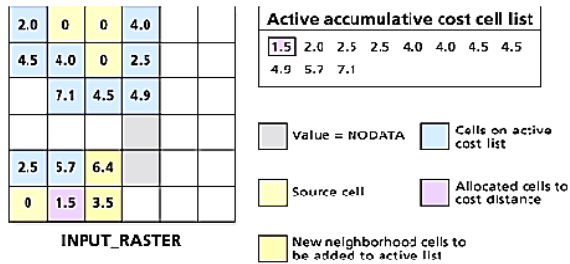 2.0 0 0 4.0
4.5 4.0 0 2.5
7.1 4.5 4.9
2.5 5.7 6.4
0 1.5 3.5
INPUT_RASTER
Active accumulative cost cell list
1.5 2.0 2.5 2.5 4.0 4.0 4.5 4.5
4.9 5.7 7.1
Value = NODATA
Cells on active
cost list
Source cell
Allocated cells to
cost distance
New neighborhood cells to
be added to active list